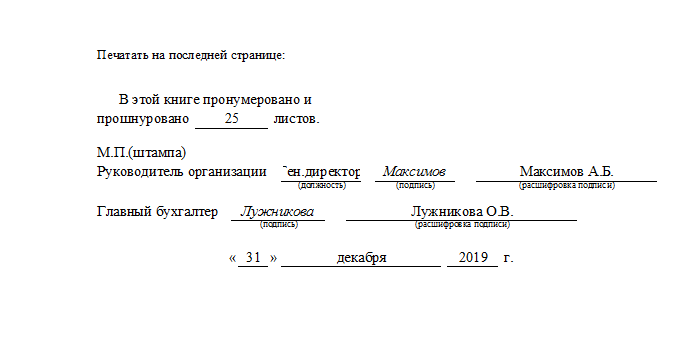 Печатать на последней странице:
В этой книге пронумеровано и
прошнуровано 25 листов.
М.П.(штампа)
Руководитель организации Ген.директор Максимов Максимов А.Б.
(должность) (подпись) (расшифровка подписи)
Главный бухгалтер Лужникова Лужникова О.В.
(подпись) (расшифровка подписи)
« 31 » декабря 2019 г.